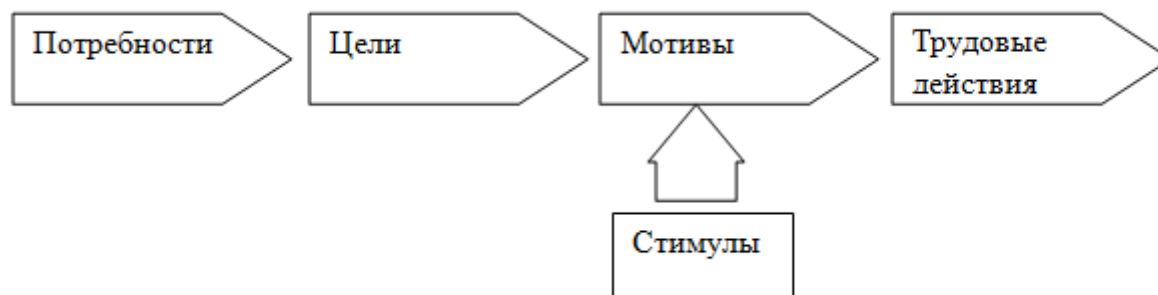 Потребности
Цели
Мотивы
Трудовые
действия
Стимулы